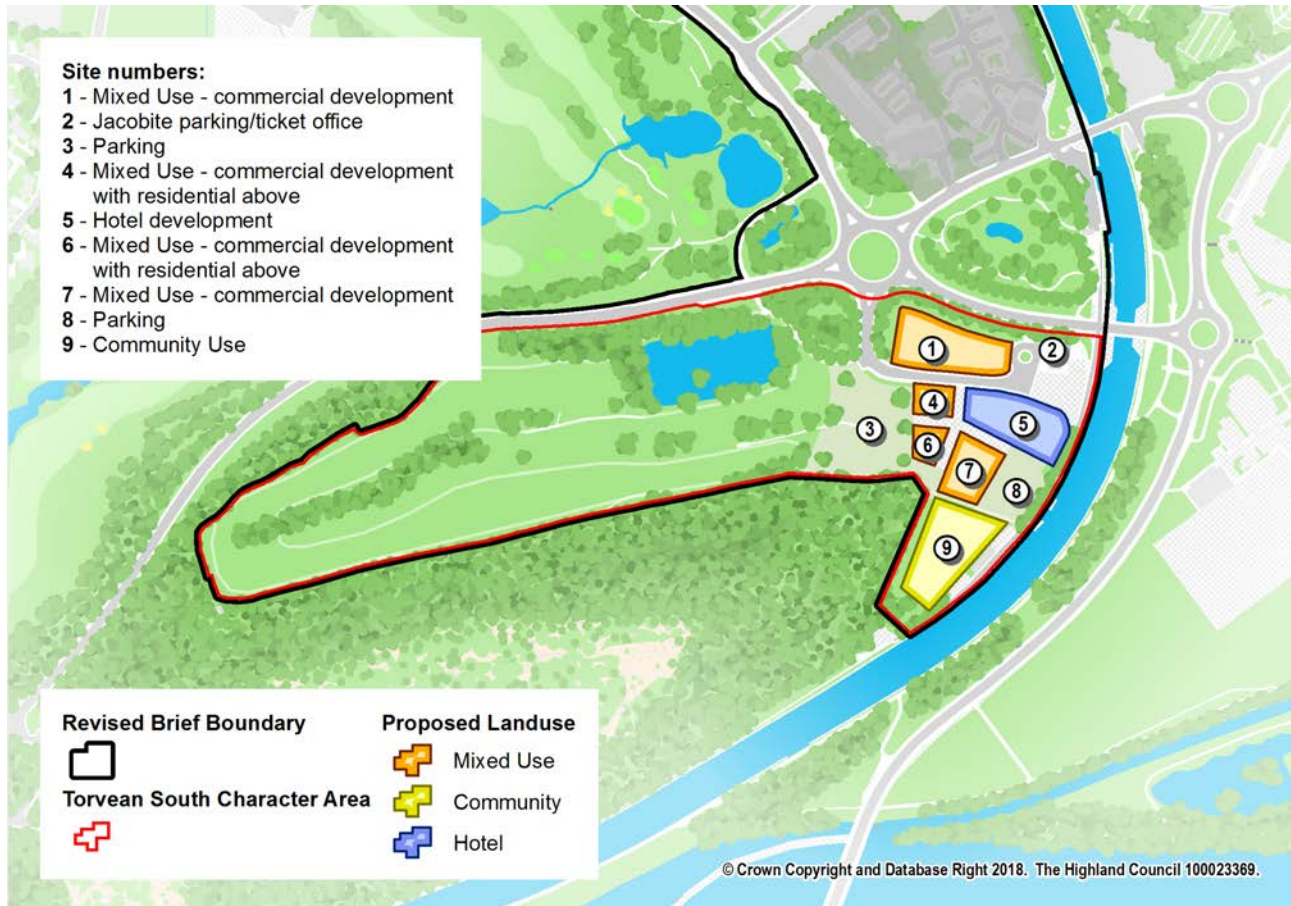 Site numbers:
1 - Mixed Use - commercial development
2 - Jacobite parking/ticket office
3 - Parking
4 - Mixed Use - commercial development
with residential above
5 - Hotel development
6 - Mixed Use - commercial development
with residential above
7 - Mixed Use - commercial development
8 - Parking
9 - Community Use
1
2
3
4
5
6
7
8
9
Revised Brief Boundary
Torvean South Character Area
Proposed Landuse
Mixed Use
Community
Hotel
© Crown Copyright and Database Right 2018. The Highland Council 100023369.